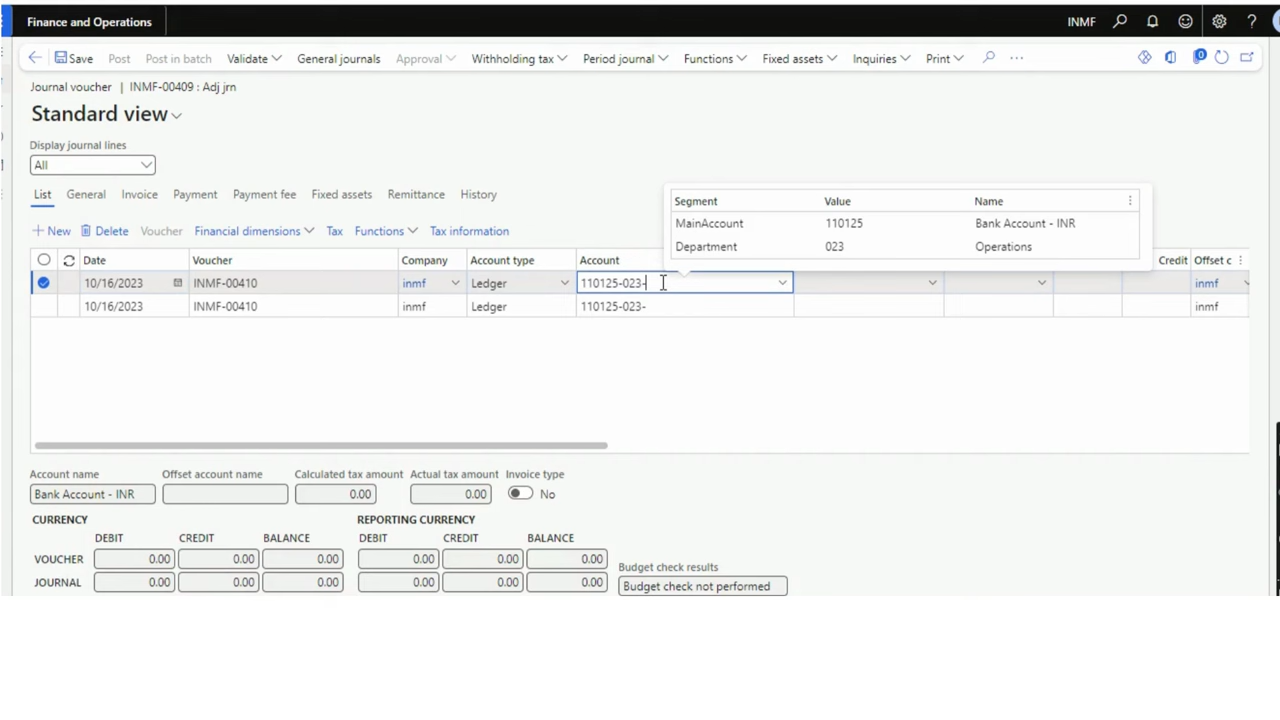 Finance and Operations INMF ?
Save Post Post in batch Validate General journals Approval Withholding tax Period journal Functions Fixed assets Inquiries Print ... 0
Journal voucher | INMF-00409 : Adj jrn
Standard view
Display journal lines
All
List General Invoice Payment Payment fee Fixed assets Remittance History
Segment Value Name
MainAccount 110125 Bank Account - INR
Department 023 Operations
+ New Delete Voucher Financial dimensions Tax Functions Tax information
Date Voucher Company Account type Account Credit Offset c
10/16/2023 INMF-00410 inmf Ledger 110125-023- inmf
10/16/2023 INMF-00410 inmf Ledger 110125-023- inmf
Account name Offset account name Calculated tax amount Actual tax amount Invoice type
Bank Account - INR 0.00 0.00 No
CURRENCY REPORTING CURRENCY
DEBIT CREDIT BALANCE DEBIT CREDIT BALANCE
VOUCHER 0.00 0.00 0.00 0.00 0.00 0.00
Budget check results
JOURNAL 0.00 0.00 0.00 0.00 0.00 0.00 Budget check not performed